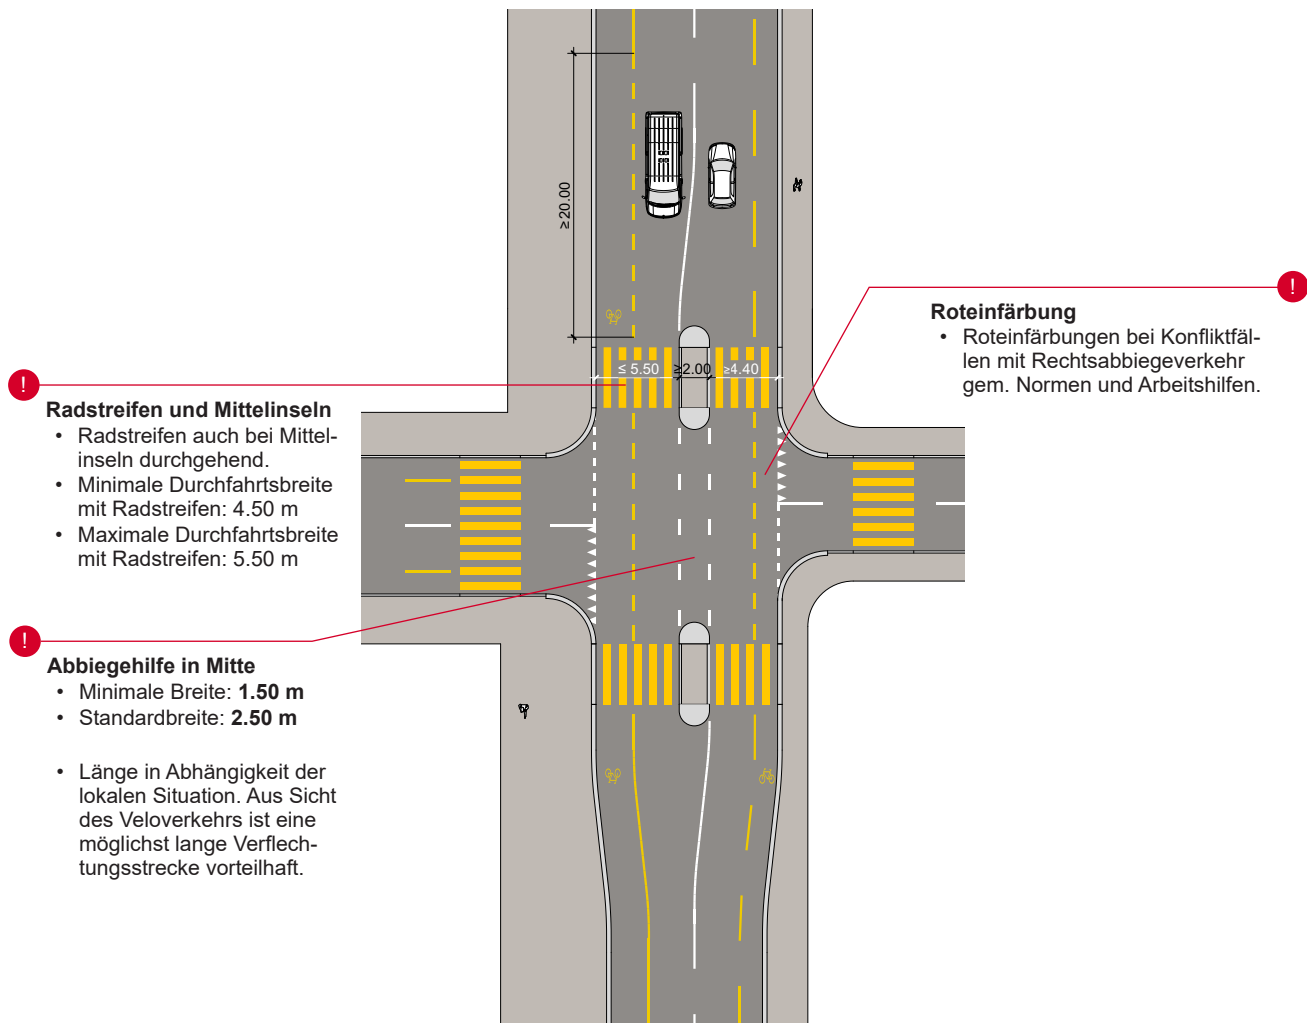 ≥20.00
≤ 5.50
≥2.00
≥4.40
!
Radstreifen und Mittelinseln
• Radstreifen auch bei Mittel-
inseln durchgehend.
• Minimale Durchfahrtsbreite
mit Radstreifen: 4.50 m
• Maximale Durchfahrtsbreite
mit Radstreifen: 5.50 m
!
Abbiegehilfe in Mitte
• Minimale Breite: 1.50 m
• Standardbreite: 2.50 m
• Länge in Abhängigkeit der
lokalen Situation. Aus Sicht
des Veloverkehrs ist eine
möglichst lange Verflech-
tungsstrecke vorteilhaft.
!
Roteinfärbung
• Roteinfärbungen bei Konfliktfäl-
len mit Rechtsabbiegeverkehr
gem. Normen und Arbeitshilfen.